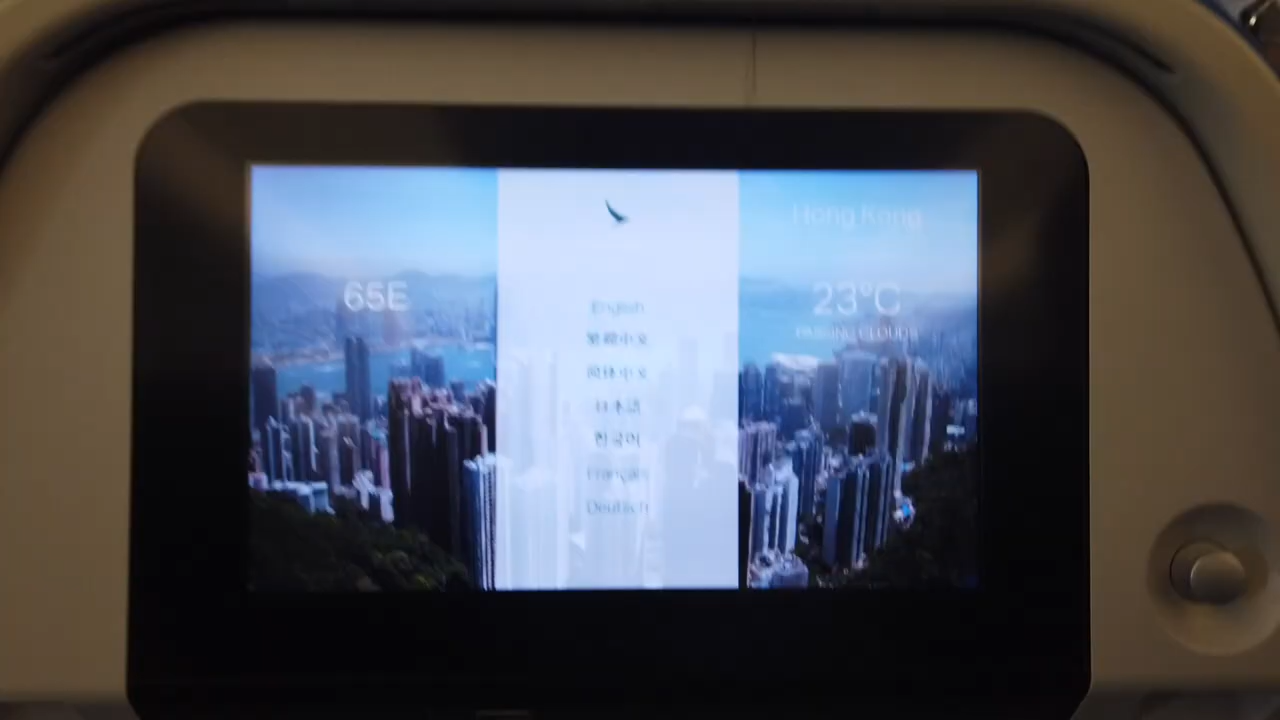 65E
English
繁體中文
简体中文
日本語
한국어
Français
Deutsch
Hong Kong
23°C
PASSING CLOUDS